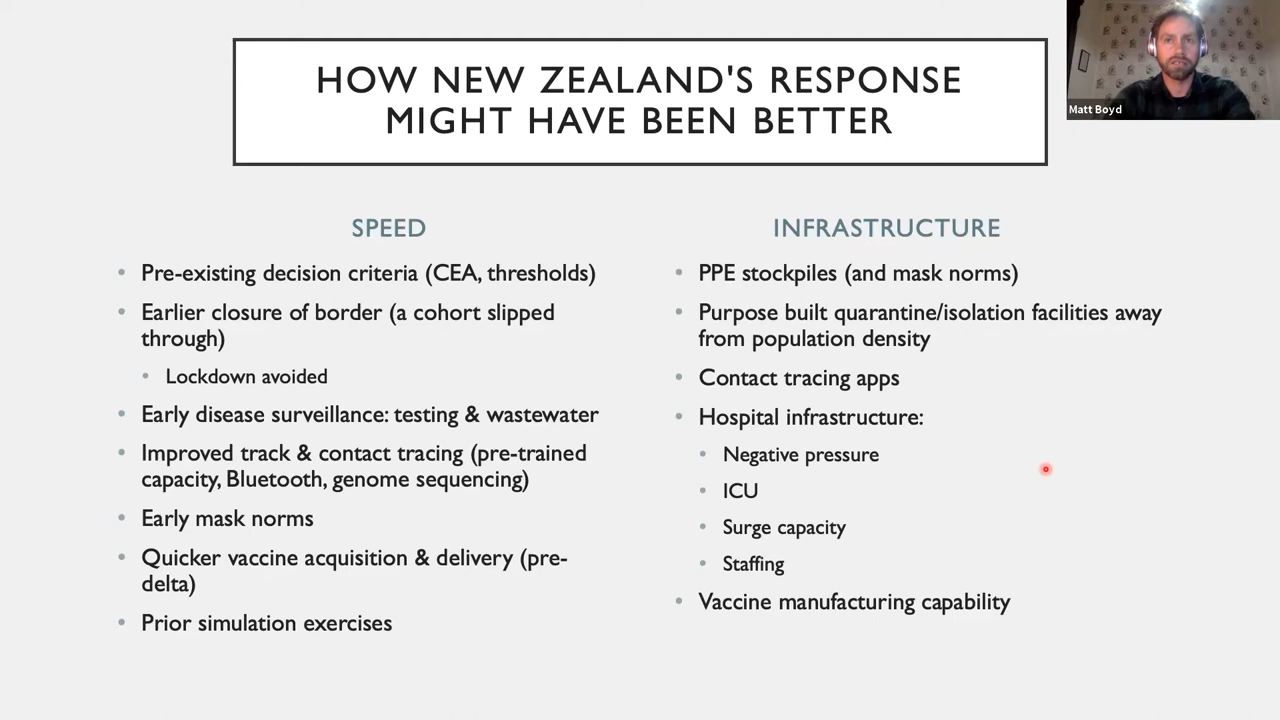 HOW NEW ZEALAND'S RESPONSE
MIGHT HAVE BEEN BETTER
Matt Boyd
SPEED
• Pre-existing decision criteria (CEA, thresholds)
• Earlier closure of border (a cohort slipped
through)
• Lockdown avoided
• Early disease surveillance: testing & wastewater
• Improved track & contact tracing (pre-trained
capacity, Bluetooth, genome sequencing)
• Early mask norms
• Quicker vaccine acquisition & delivery (pre-
delta)
• Prior simulation exercises
INFRASTRUCTURE
• PPE stockpiles (and mask norms)
• Purpose built quarantine/isolation facilities away
from population density
• Contact tracing apps
• Hospital infrastructure:
• Negative pressure
• ICU
• Surge capacity
• Staffing
• Vaccine manufacturing capability